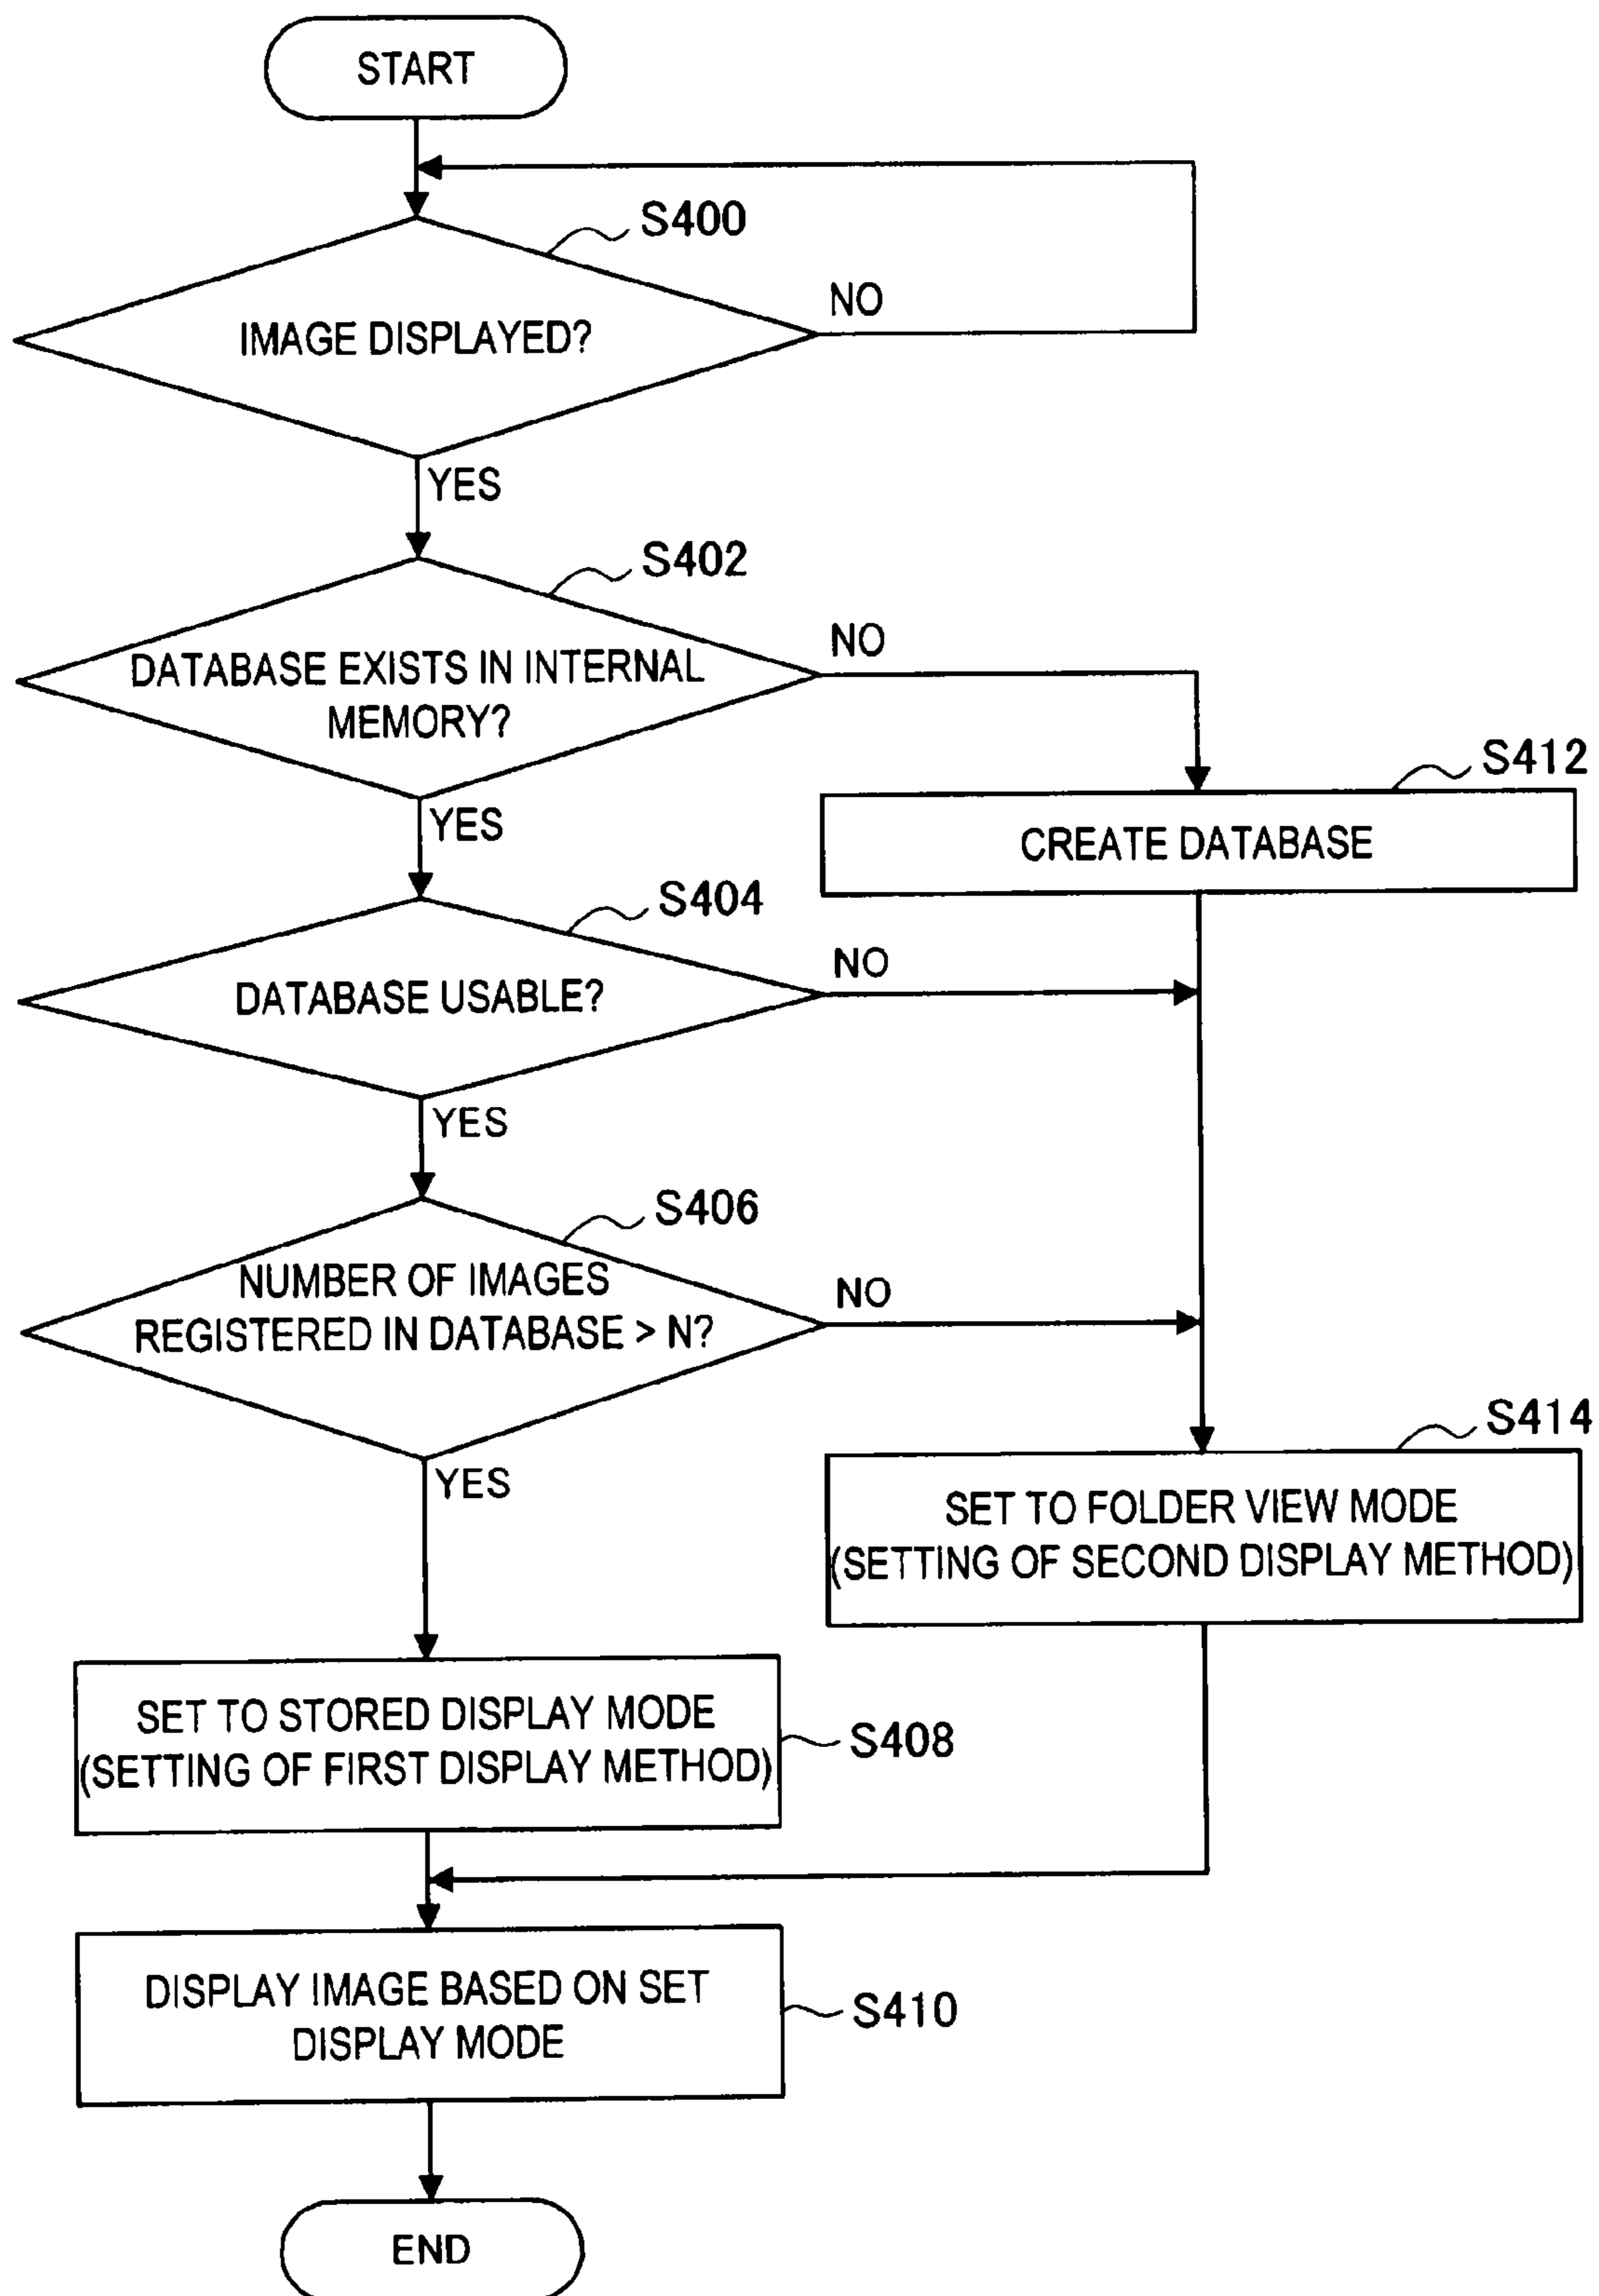 START
S400
IMAGE DISPLAYED?
NO
YES
S402
DATABASE EXISTS IN INTERNAL
MEMORY?
NO
YES
S412
CREATE DATABASE
S404
DATABASE USABLE?
NO
YES
S406
NUMBER OF IMAGES
REGISTERED IN DATABASE > N?
NO
YES
S414
SET TO FOLDER VIEW MODE
(SETTING OF SECOND DISPLAY METHOD)
SET TO STORED DISPLAY MODE
(SETTING OF FIRST DISPLAY METHOD)
S408
DISPLAY IMAGE BASED ON SET
DISPLAY MODE
S410
END